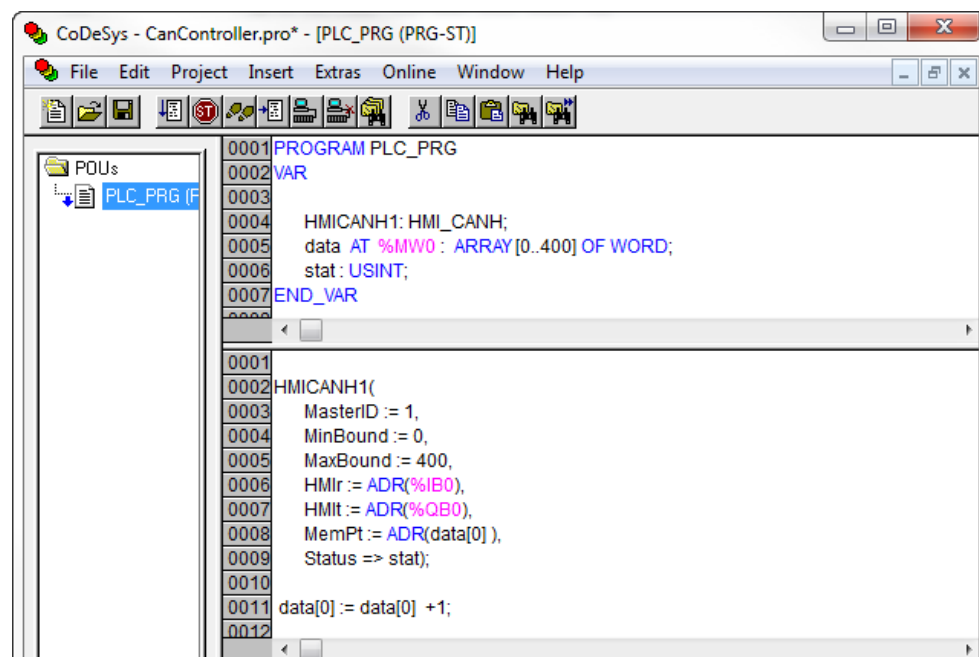 CoDeSys - CanController.pro* - [PLC_PRG (PRG-ST)]
File Edit Project Insert Extras Online Window Help
POUs
PLC_PRG (F
0001 PROGRAM PLC_PRG
0002 VAR
0003
0004 HMICANH1: HMI_CANH;
0005 data AT %MW0 : ARRAY [0..400] OF WORD;
0006 stat : USINT;
0007 END_VAR
0001
0002 HMICANH1(
0003 MasterID := 1,
0004 MinBound := 0,
0005 MaxBound := 400,
0006 HMIr := ADR(%IB0),
0007 HMIt := ADR(%QB0),
0008 MemPt := ADR(data[0] ),
0009 Status => stat);
0010
0011 data[0] := data[0] +1;
0012